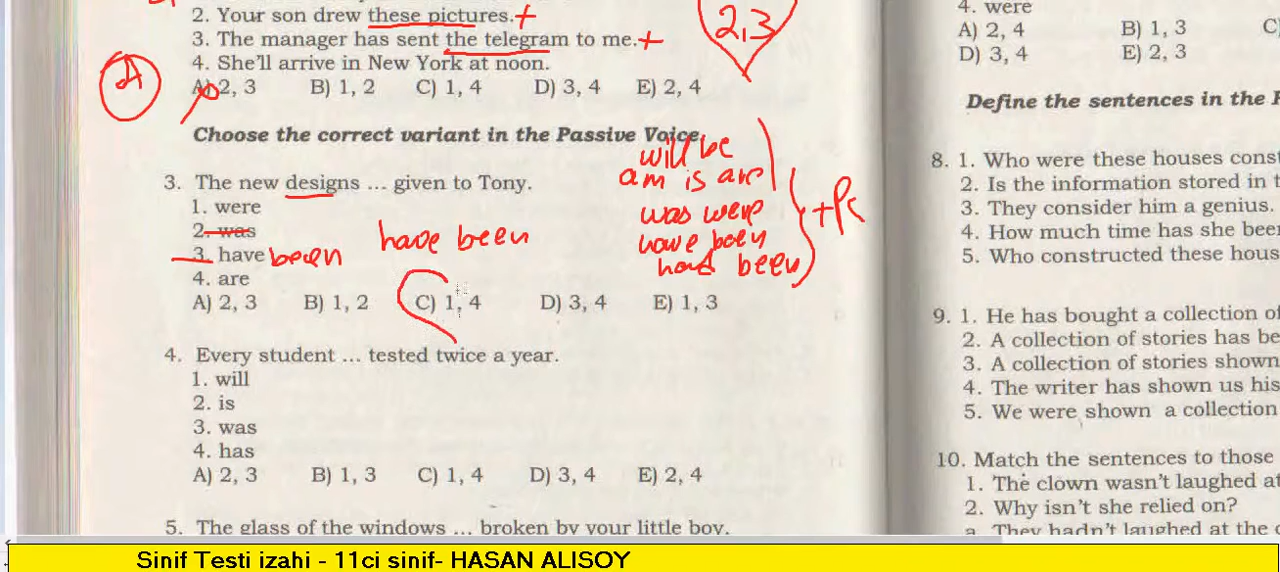 2. Your son drew these pictures. +
3. The manager has sent the telegram to me. +
4. She'll arrive in New York at noon.
A) 2, 3 B) 1, 2 C) 1, 4 D) 3, 4 E) 2, 4
A
2,3
Choose the correct variant in the Passive Voice.
3. The new designs ... given to Tony.
1. were
2. was
3. have been
4. are
A) 2, 3 B) 1, 2 C) 1, 4 D) 3, 4 E) 1, 3
have been
will be
am is are
was were
have been
had been
+
4. Every student ... tested twice a year.
1. will
2. is
3. was
4. has
A) 2, 3 B) 1, 3 C) 1, 4 D) 3, 4 E) 2, 4
5. The glass of the windows ... broken by your little boy.
4. were
A) 2, 4 B) 1, 3 C)
D) 3, 4 E) 2, 3
Define the sentences in the
8. 1. Who were these houses const
2. Is the information stored in t
3. They consider him a genius.
4. How much time has she bee
5. Who constructed these hous
9. 1. He has bought a collection of
2. A collection of stories has be
3. A collection of stories shown
4. The writer has shown us his
5. We were shown a collection
10. Match the sentences to those
1. The clown wasn't laughed at
2. Why isn't she relied on?
a. They hadn't laughed at the c
Sinif Testi izahi - 11ci sinif- HASAN ALISOY